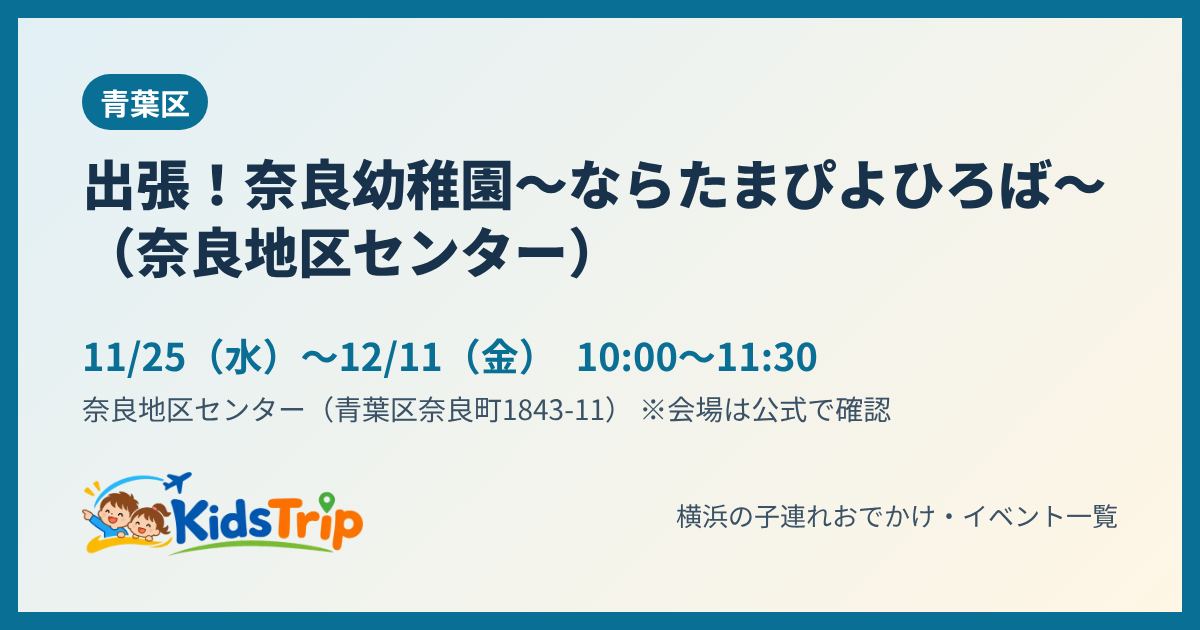 青葉区
出張！奈良幼稚園〜ならたまぴよひろば〜
（奈良地区センター）
11/25（水）〜12/11（金） 10:00〜11:30
奈良地区センター（青葉区奈良町1843-11） ※会場は公式で確認
KidsTrip
横浜の子連れおでかけ・イベント一覧